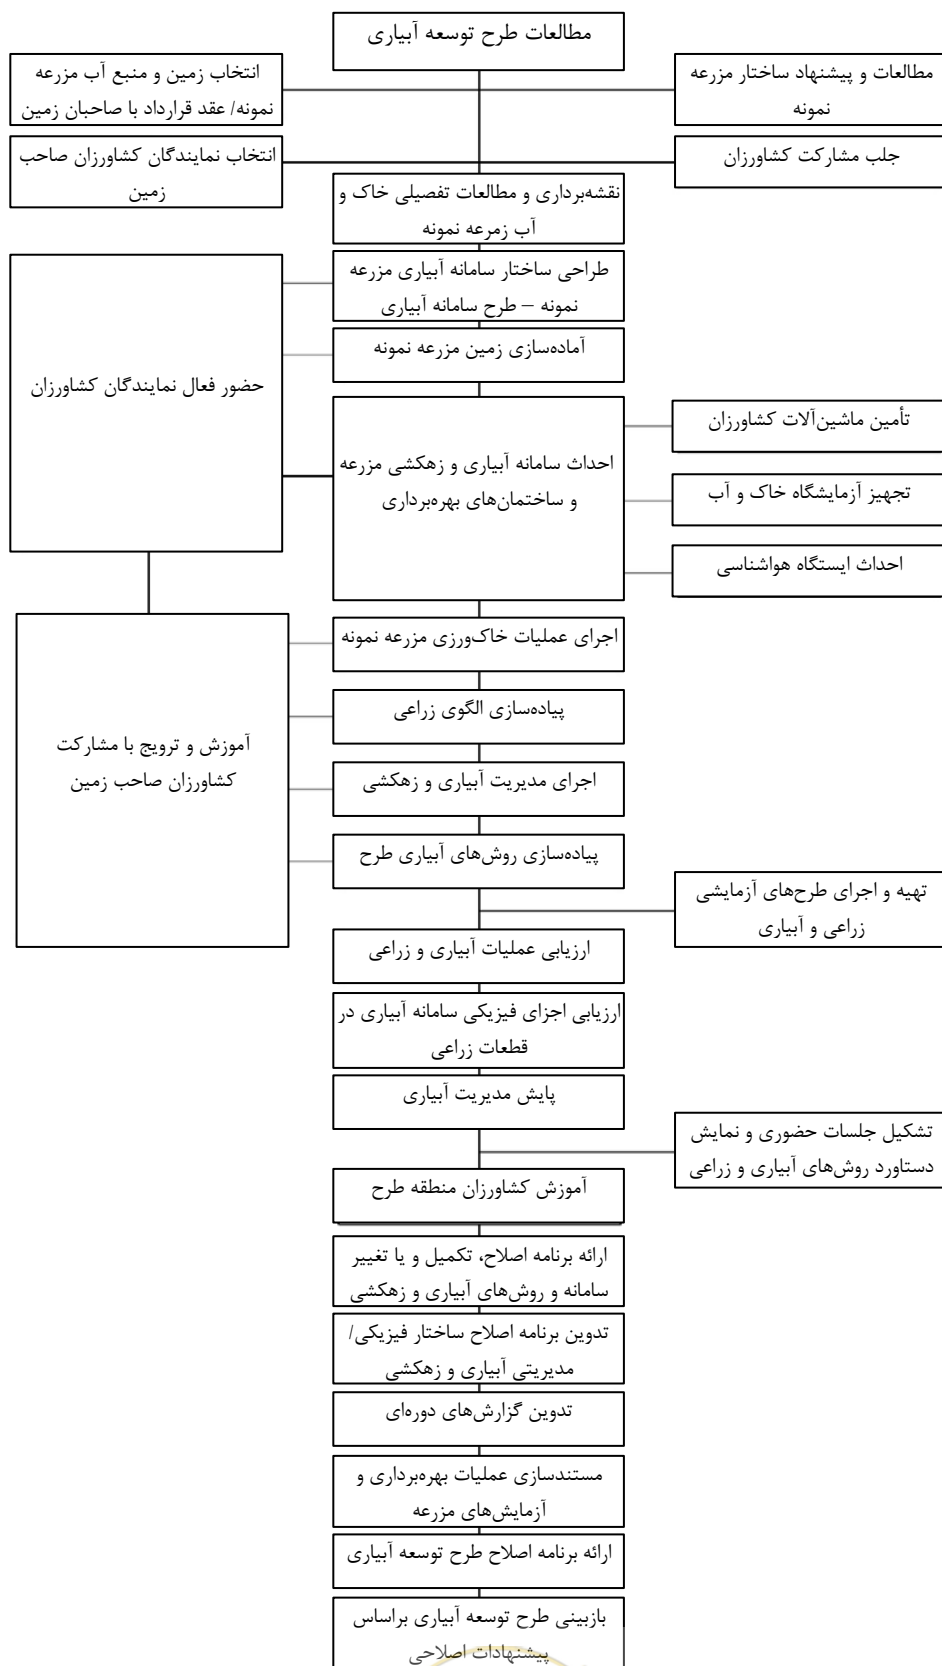 مطالعات طرح توسعه آبیاری
مطالعات و پیشنهاد ساختار مزرعه
نمونه
انتخاب زمین و منبع آب مزرعه
نمونه/ عقد قرارداد با صاحبان زمین
جلب مشارکت کشاورزان
انتخاب نمایندگان کشاورزان صاحب
زمین
نقشه‌برداری و مطالعات تفصیلی خاک و
آب زمرعه نمونه
طراحی ساختار سامانه آبیاری مزرعه
نمونه – طرح سامانه آبیاری
آماده‌سازی زمین مزرعه نمونه
حضور فعال نمایندگان کشاورزان
احداث سامانه آبیاری و زهکشی مزرعه
و ساختمان‌های بهره‌برداری
تأمین ماشین‌آلات کشاورزان
تجهیز آزمایشگاه خاک و آب
احداث ایستگاه هواشناسی
اجرای عملیات خاک‌ورزی مزرعه نمونه
پیاده‌سازی الگوی زراعی
آموزش و ترویج با مشارکت
کشاورزان صاحب زمین
اجرای مدیریت آبیاری و زهکشی
پیاده‌سازی روش‌های آبیاری طرح
تهیه و اجرای طرح‌های آزمایشی
زراعی و آبیاری
ارزیابی عملیات آبیاری و زراعی
ارزیابی اجزای فیزیکی سامانه آبیاری در
قطعات زراعی
پایش مدیریت آبیاری
تشکیل جلسات حضوری و نمایش
دستاورد روش‌های آبیاری و زراعی
آموزش کشاورزان منطقه طرح
ارائه برنامه اصلاح، تکمیل و یا تغییر
سامانه و روش‌های آبیاری و زهکشی
تدوین برنامه اصلاح ساختار فیزیکی/
مدیریتی آبیاری و زهکشی
تدوین گزارش‌های دوره‌ای
مستندسازی عملیات بهره‌برداری و
آزمایش‌های مزرعه
ارائه برنامه اصلاح طرح توسعه آبیاری
بازبینی طرح توسعه آبیاری براساس
پیشنهادات اصلاحی